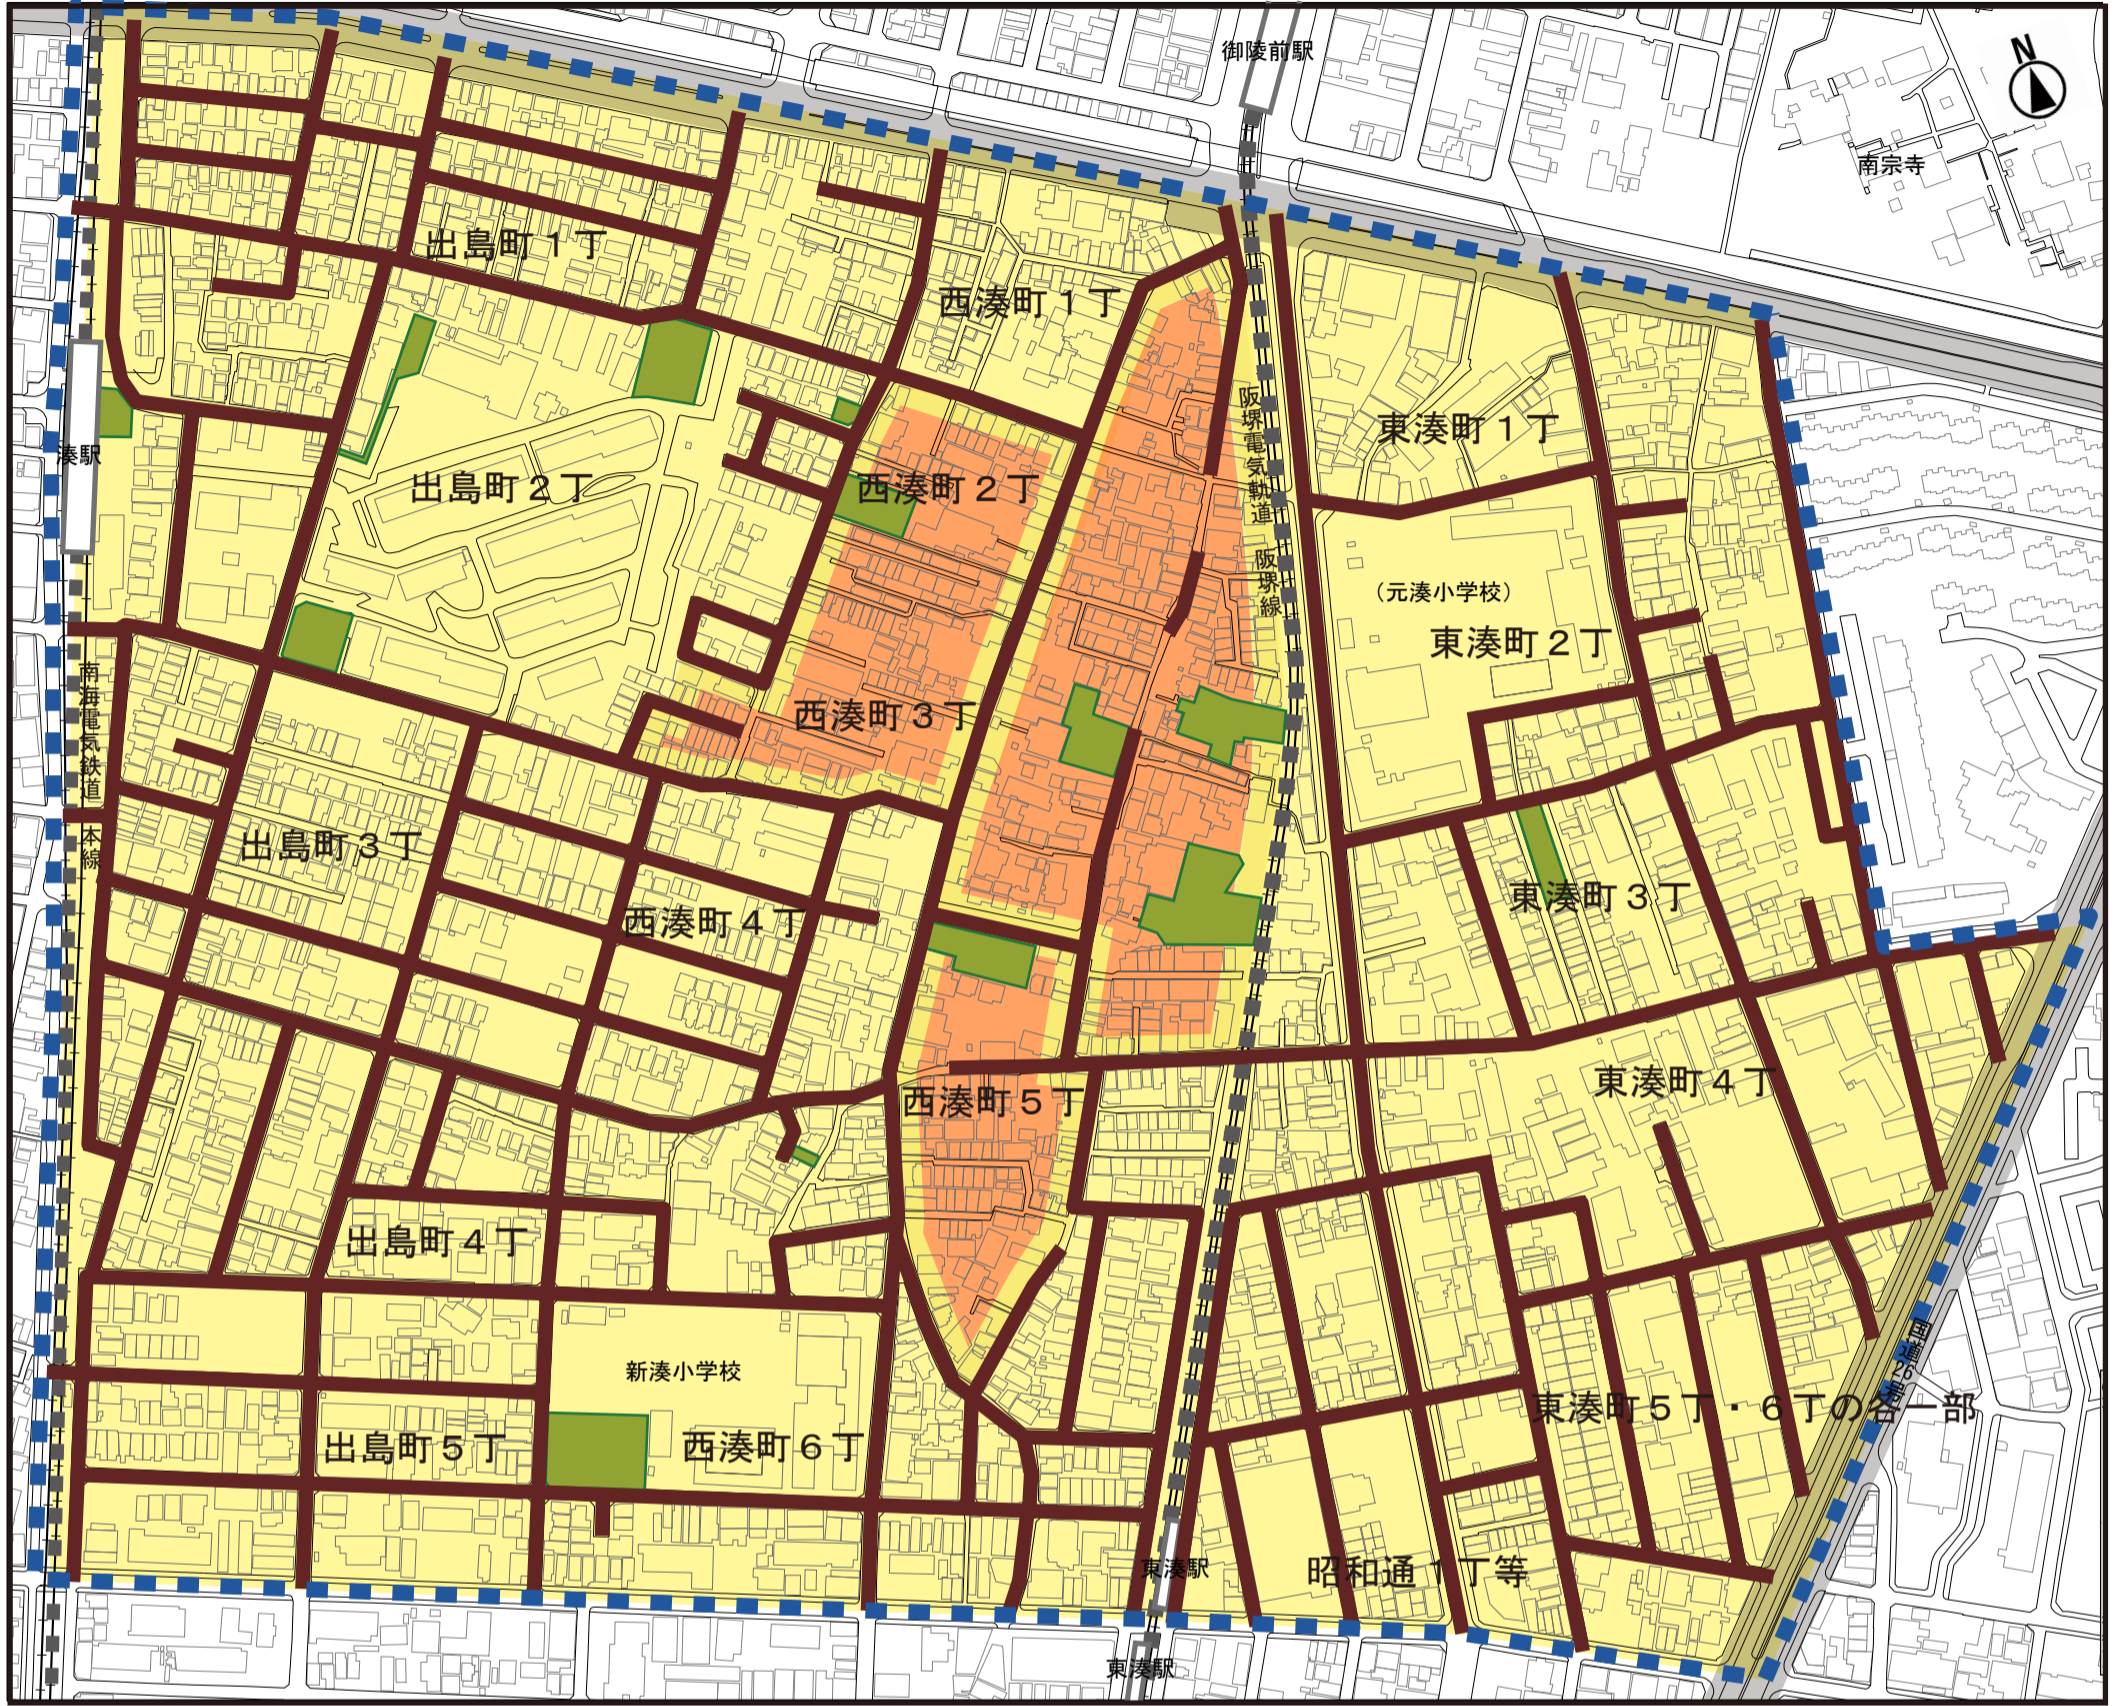 御陵前駅
N
南宗寺
出島町１丁
西湊町１丁
阪堺電気軌道 阪堺線
東湊町１丁
湊駅
出島町２丁
西湊町２丁
（元湊小学校）
東湊町２丁
南海電気鉄道 本線
西湊町３丁
出島町３丁
西湊町４丁
東湊町３丁
西湊町５丁
東湊町４丁
出島町４丁
国道26号
新湊小学校
東湊町５丁・６丁の各一部
出島町５丁
西湊町６丁
東湊駅
昭和通１丁等
東湊駅